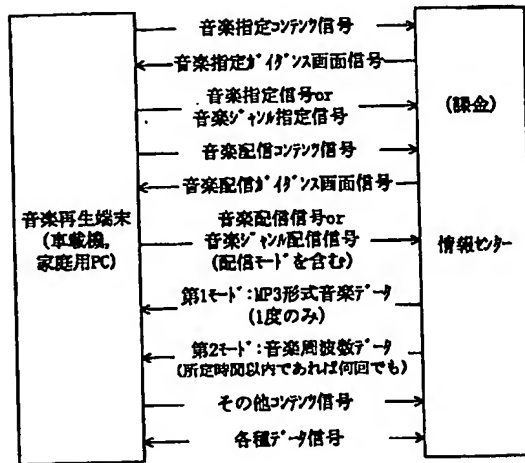 音楽指定ｺﾝﾃﾝﾂ信号
音楽指定ｶﾞｲﾀﾞﾝｽ画面信号
音楽指定信号or
音楽ｼﾞｬﾝﾙ指定信号
(課金)
音楽配信ｺﾝﾃﾝﾂ信号
音楽配信ｶﾞｲﾀﾞﾝｽ画面信号
音楽再生端末
(車載機,
家庭用PC)
音楽配信信号or
音楽ｼﾞｬﾝﾙ配信信号
(配信ﾓｰﾄﾞを含む)
情報ｾﾝﾀｰ
第1ﾓｰﾄﾞ:MP3形式音楽ﾃﾞｰﾀ
(1度のみ)
第2ﾓｰﾄﾞ:音楽周波数ﾃﾞｰﾀ
(所定時間以内であれば何回でも)
その他ｺﾝﾃﾝﾂ信号
各種ﾃﾞｰﾀ信号